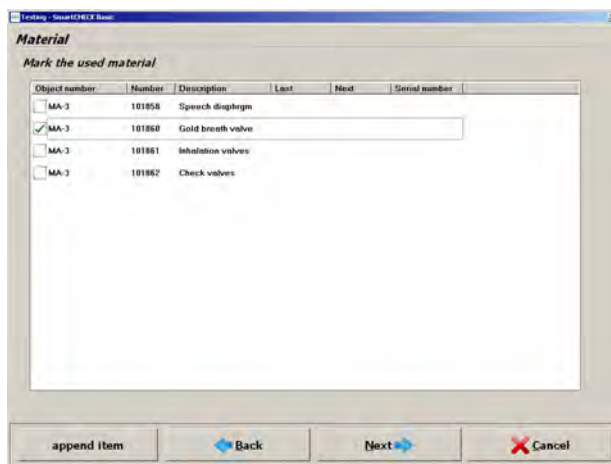 Testing - SmartCHECK Basic
Material
Mark the used material
Object number Number Description Last Next Serial number
MA-3 101858 Speech diaphrgm
MA-3 101860 Gold breath valve
MA-3 101861 Inhalation valves
MA-3 101862 Check valves
append item Back Next Cancel